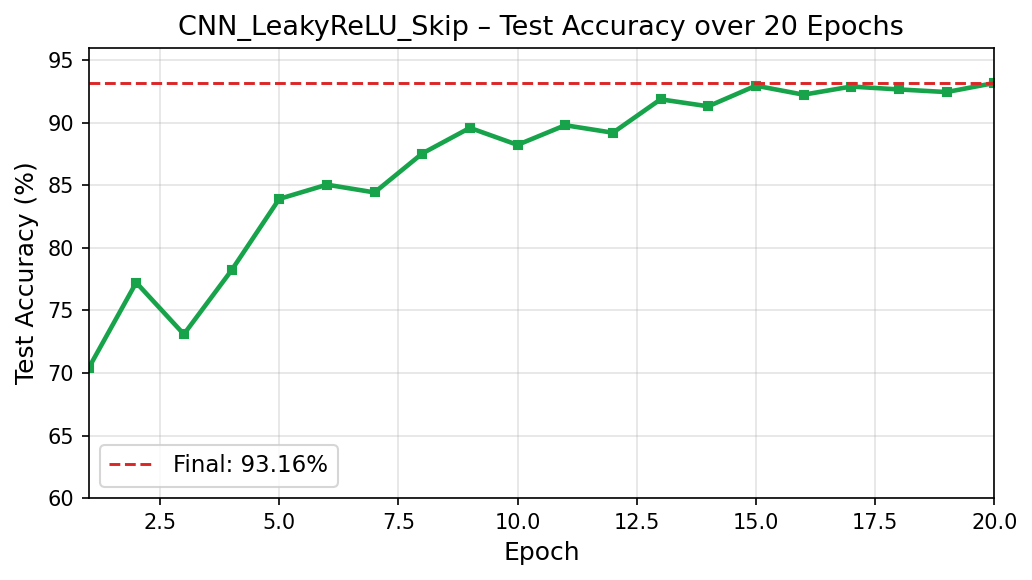 CNN_LeakyReLU_Skip – Test Accuracy over 20 Epochs
Test Accuracy (%)
95
90
85
80
75
70
65
60
Final: 93.16%
2.5 5.0 7.5 10.0 12.5 15.0 17.5 20.0
Epoch